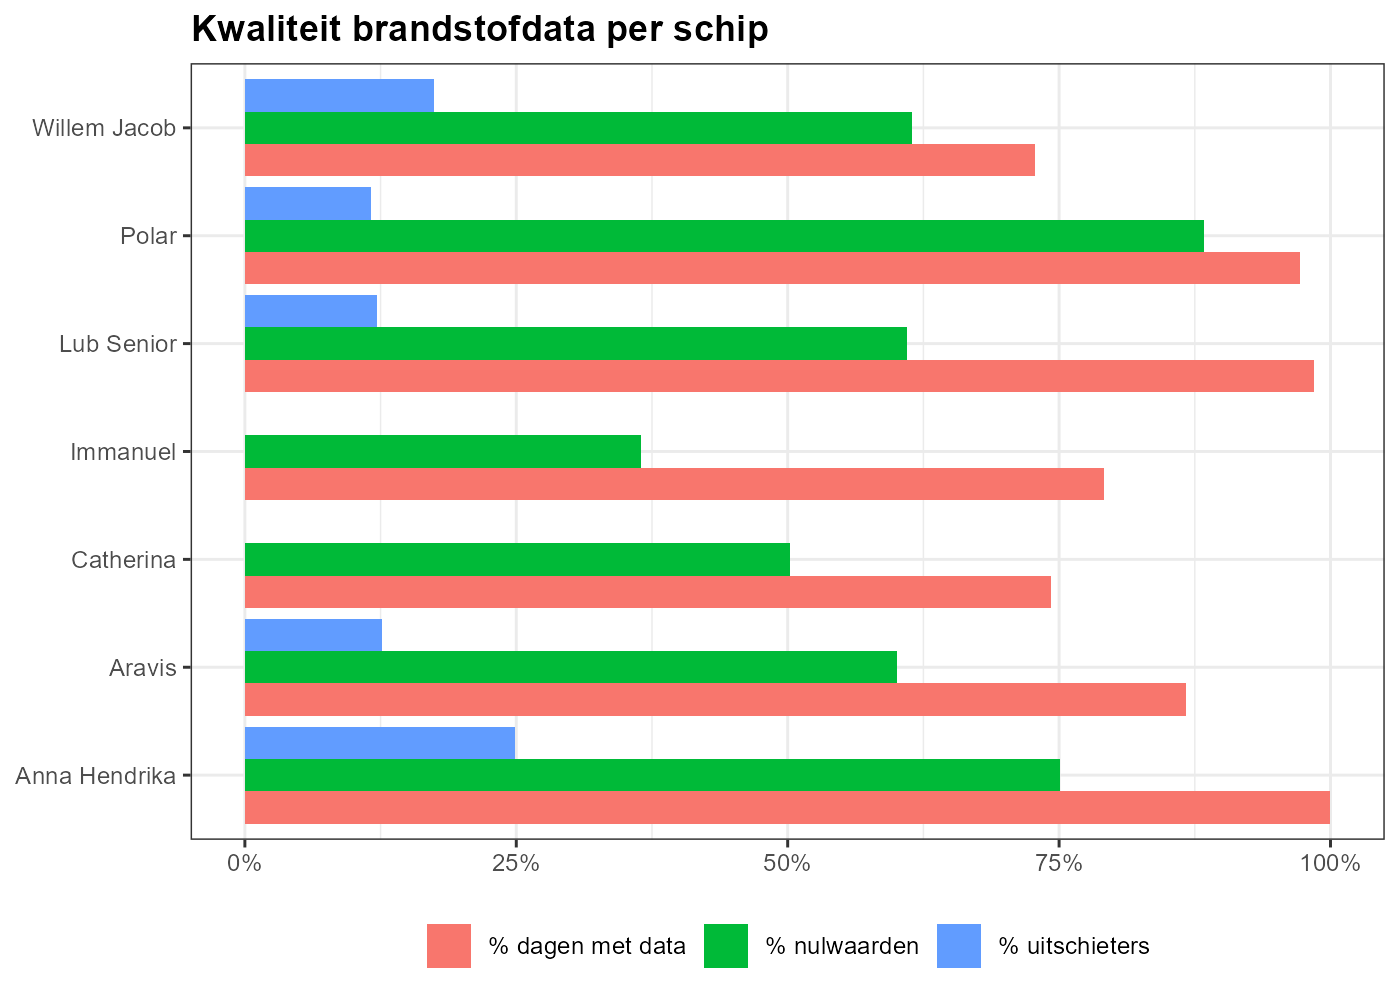 Kwaliteit brandstofdata per schip
Willem Jacob
Polar
Lub Senior
Immanuel
Catherina
Aravis
Anna Hendrika
0% 25% 50% 75% 100%
% dagen met data % nulwaarden % uitschieters